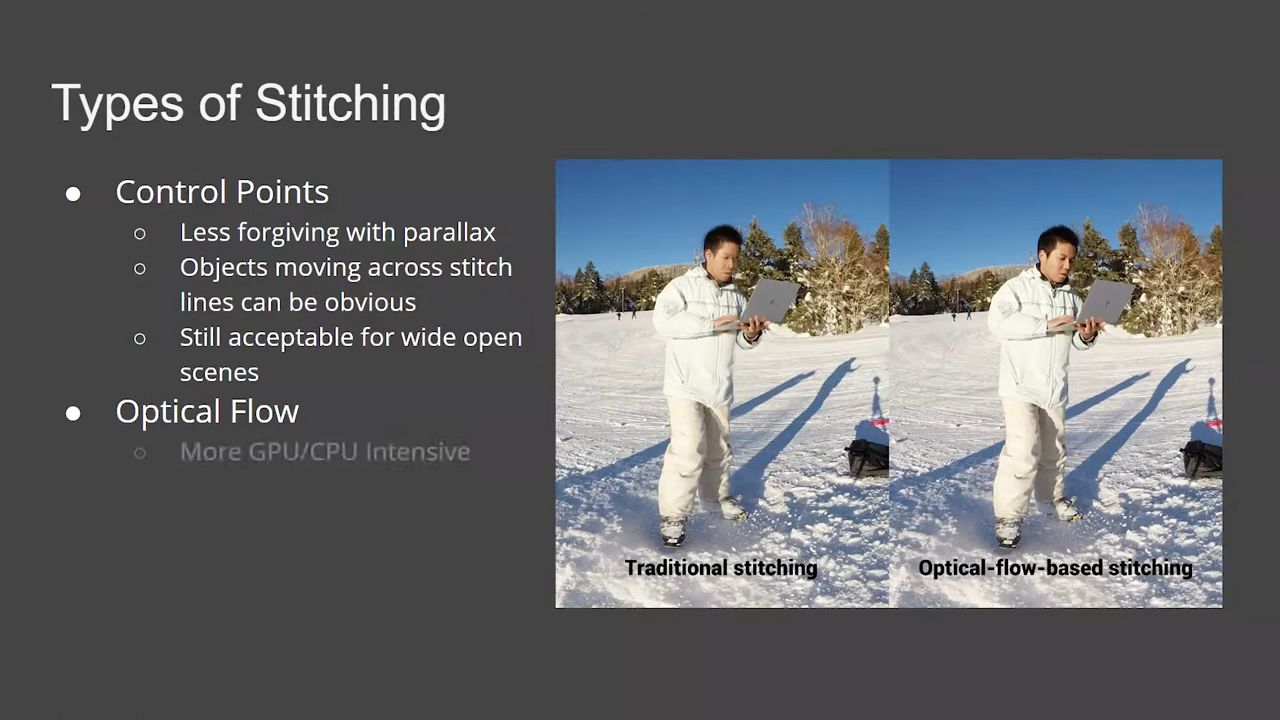 Types of Stitching
● Control Points
○ Less forgiving with parallax
○ Objects moving across stitch
lines can be obvious
○ Still acceptable for wide open
scenes
● Optical Flow
○ More GPU/CPU Intensive
Traditional stitching
Optical-flow-based stitching